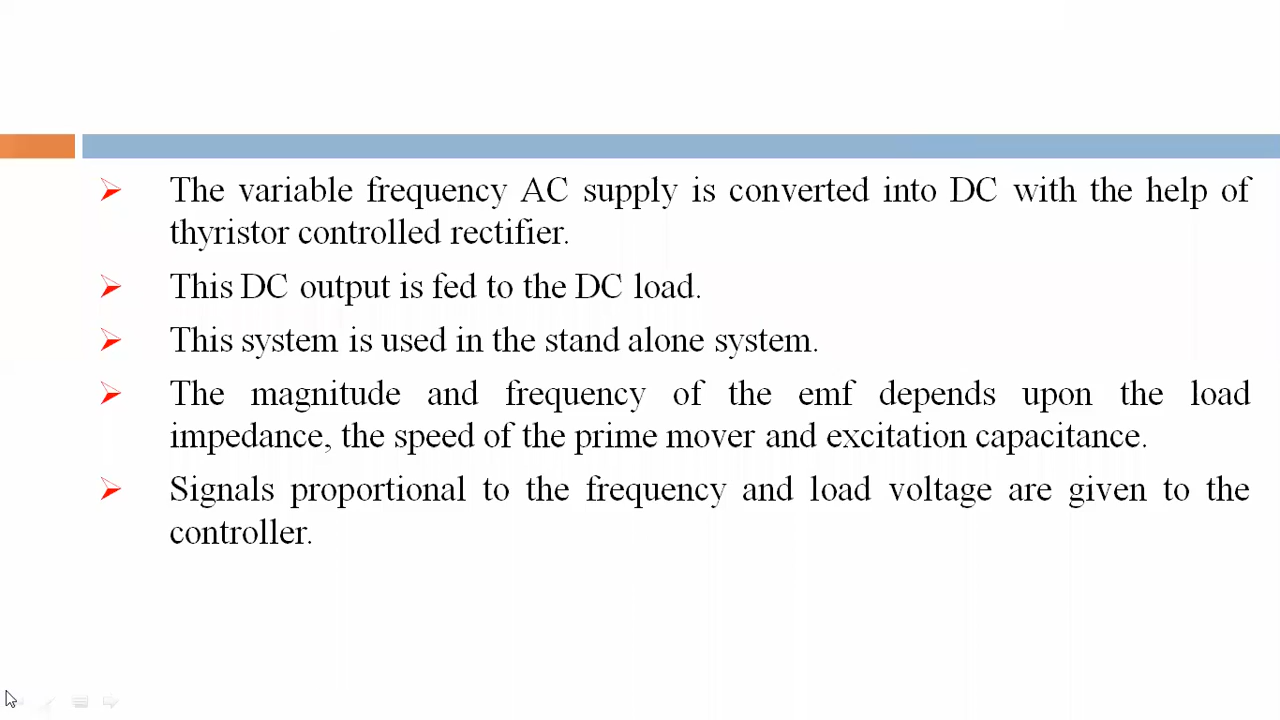 The variable frequency AC supply is converted into DC with the help of
thyristor controlled rectifier.
This DC output is fed to the DC load.
This system is used in the stand alone system.
The magnitude and frequency of the emf depends upon the load
impedance, the speed of the prime mover and excitation capacitance.
Signals proportional to the frequency and load voltage are given to the
controller.